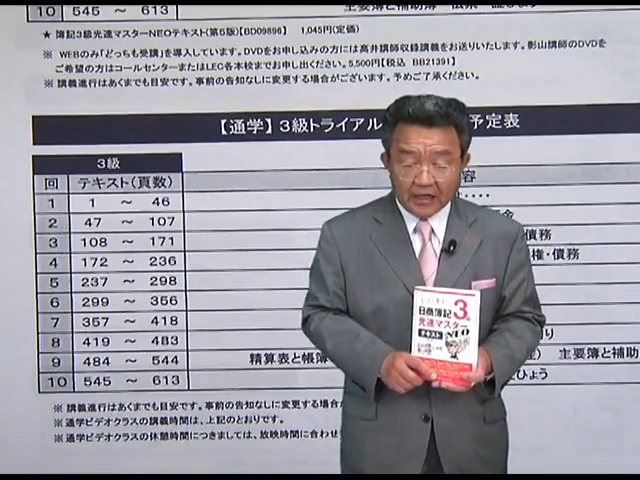 10 545 ～ 613
★ 簿記3級光速マスターNEOテキスト(第5版)【BD09898】 1,045円(定価)
※ WEBのみ「どっちも受講」を導入しています。DVDをお申し込みの方には高井講師収録講義をお送りいたします。影山講師のDVDを
ご希望の方はコールセンターまたはLEC各本校までお申し出ください。5,500円【税込 BB21391】
※ 講義進行はあくまでも目安です。事前の告知なしに変更する場合がございます。予めご了承ください。
【通学】3級トライアル 予定表
3級
回 テキスト(頁数) 容
1 1 ～ 46
2 47 ～ 107 金
3 108 ～ 171 債務
4 172 ～ 236 権・債務
5 237 ～ 298
6 299 ～ 356
7 357 ～ 418
8 419 ～ 483 り
9 484 ～ 544 精算表と帳簿 主要簿と補助
10 545 ～ 613 ひょう
※ 講義進行はあくまでも目安です。事前の告知なしに変更する場合
※ 通学ビデオクラスの講義時間は、上記のとおりです。
※ 通学ビデオクラスの休憩時間につきましては、放映時間に合わせ
日商簿記3級
光速マスター
テキスト NEO